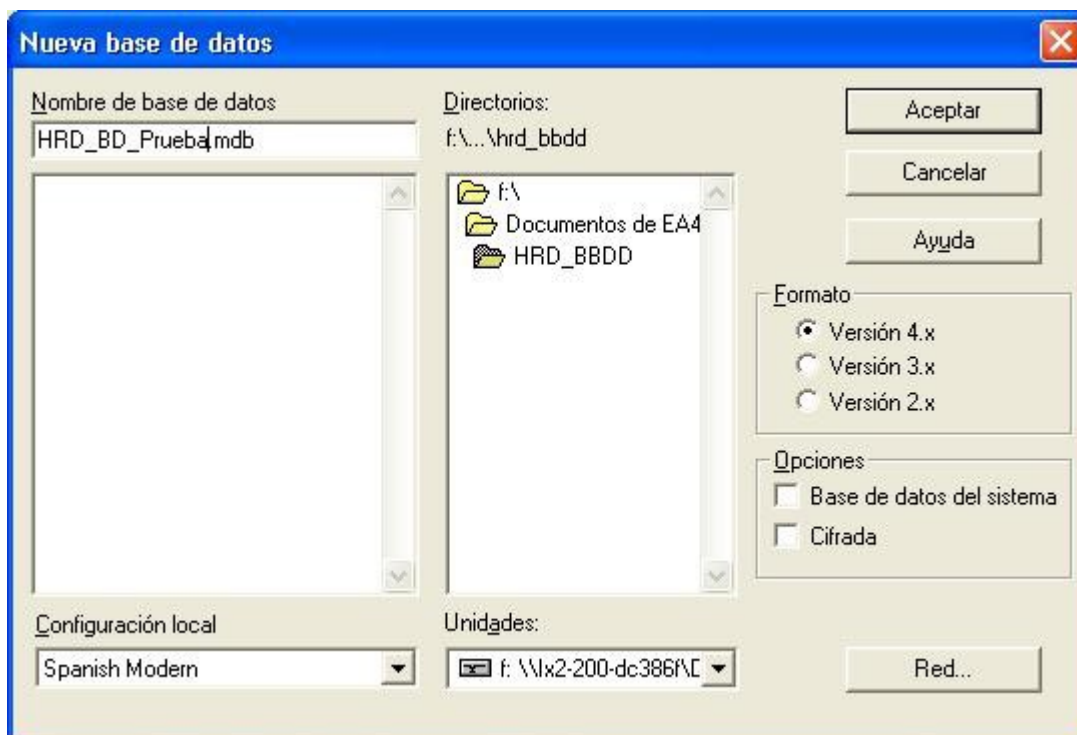 Nueva base de datos
Nombre de base de datos
HRD_BD_Prueba.mdb
Directorios:
f:\...\hrd_bbdd
f:\
Documentos de EA4
HRD_BBDD
Aceptar
Cancelar
Ayuda
Formato
Versión 4.x
Versión 3.x
Versión 2.x
Opciones
Base de datos del sistema
Cifrada
Configuración local
Spanish Modern
Unidades:
f: \\lx2-200-dc386f\D
Red...